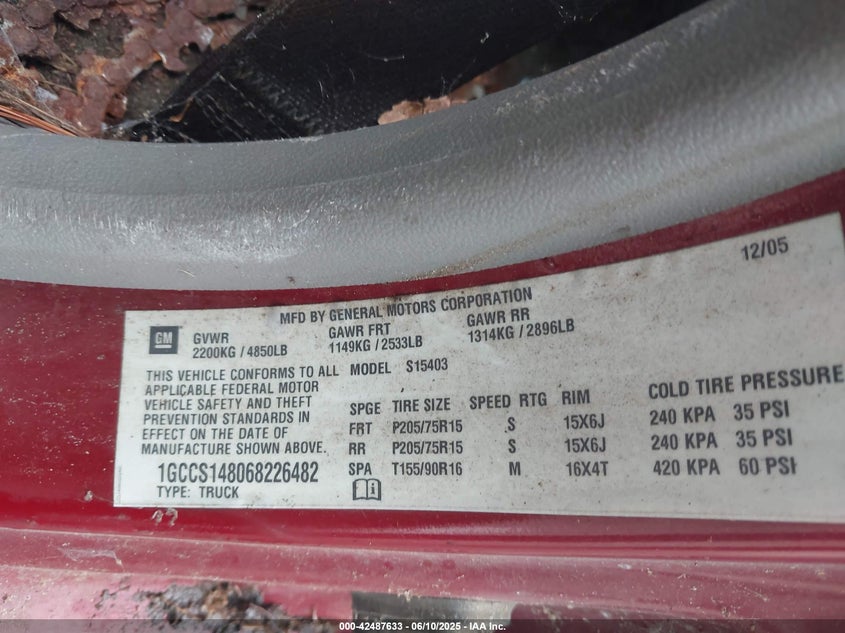 12/05
MFD BY GENERAL MOTORS CORPORATION
GM
GVWR GAWR FRT GAWR RR
2200KG / 4850LB 1149KG / 2533LB 1314KG / 2896LB
THIS VEHICLE CONFORMS TO ALL
APPLICABLE FEDERAL MOTOR
VEHICLE SAFETY AND THEFT
PREVENTION STANDARDS IN
EFFECT ON THE DATE OF
MANUFACTURE SHOWN ABOVE.
1GCCS148068226482
TYPE: TRUCK
MODEL S15403
SPGE TIRE SIZE SPEED RTG RIM COLD TIRE PRESSURE
FRT P205/75R15 S 15X6J 240 KPA 35 PSI
RR P205/75R15 S 15X6J 240 KPA 35 PSI
SPA T155/90R16 M 16X4T 420 KPA 60 PSI
000-42487633 - 06/10/2025 - IAA Inc.